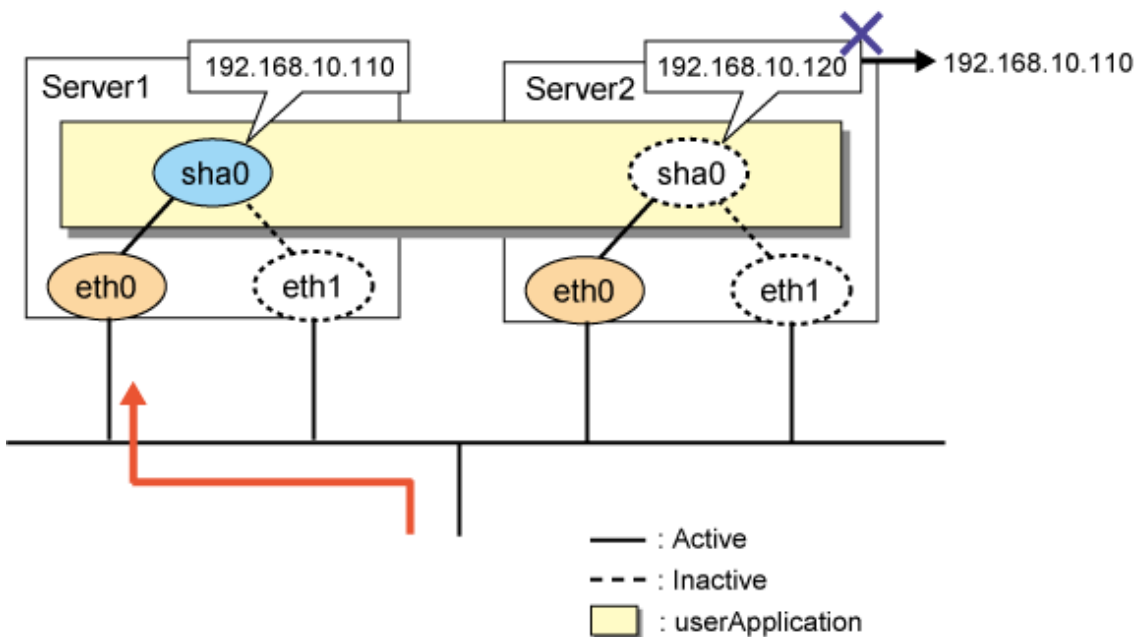 192.168.10.110
192.168.10.120
192.168.10.110
Server1
Server2
sha0
sha0
eth0
eth1
eth0
eth1
: Active
: Inactive
: userApplication